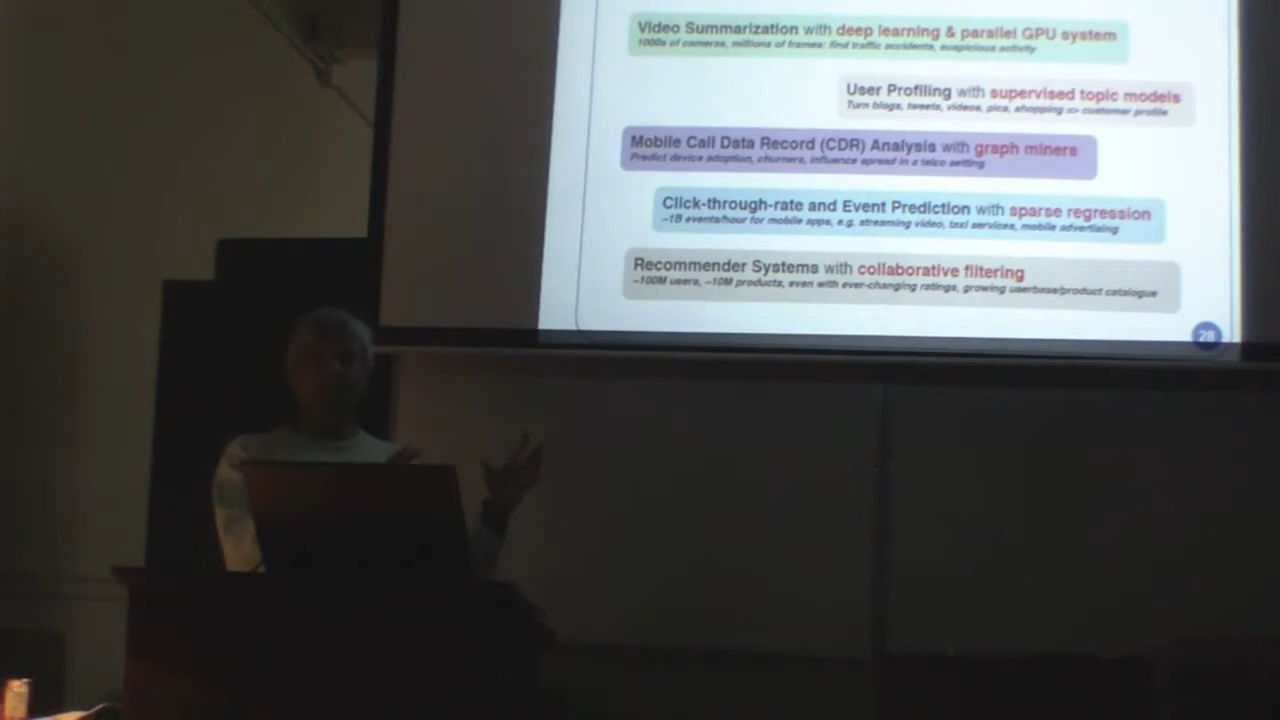 Video Summarization with deep learning & parallel GPU system
1000s of cameras, millions of frames: find traffic accidents, suspicious activity
User Profiling with supervised topic models
Turn blogs, tweets, videos, pics, shopping => customer profile
Mobile Call Data Record (CDR) Analysis with graph miners
Predict device adoption, churners, influence spread in a telco setting
Click-through-rate and Event Prediction with sparse regression
~1B events/hour for mobile apps, e.g. streaming video, taxi services, mobile advertising
Recommender Systems with collaborative filtering
~100M users, ~10M products, even with ever-changing ratings, growing userbase/product catalogue
28